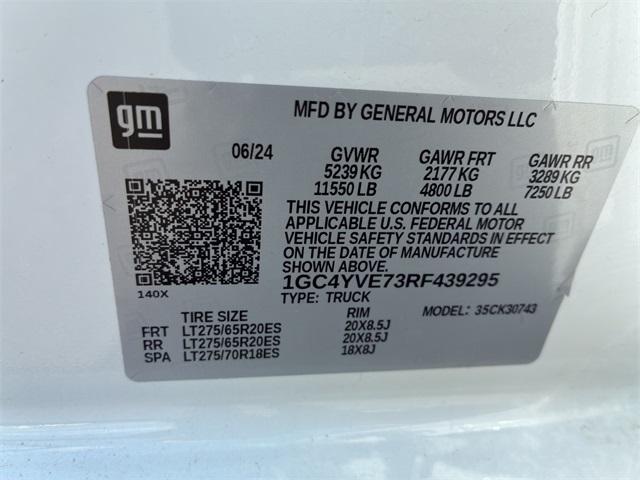 gm
MFD BY GENERAL MOTORS LLC
06/24 GVWR GAWR FRT GAWR RR
5239 KG 2177 KG 3289 KG
11550 LB 4800 LB 7250 LB
THIS VEHICLE CONFORMS TO ALL
APPLICABLE U.S. FEDERAL MOTOR
VEHICLE SAFETY STANDARDS IN EFFECT
ON THE DATE OF MANUFACTURE
SHOWN ABOVE.
1GC4YVE73RF439295
140X TYPE: TRUCK MODEL: 35CK30743
TIRE SIZE RIM
FRT LT275/65R20ES 20X8.5J
RR LT275/65R20ES 20X8.5J
SPA LT275/70R18ES 18X8J